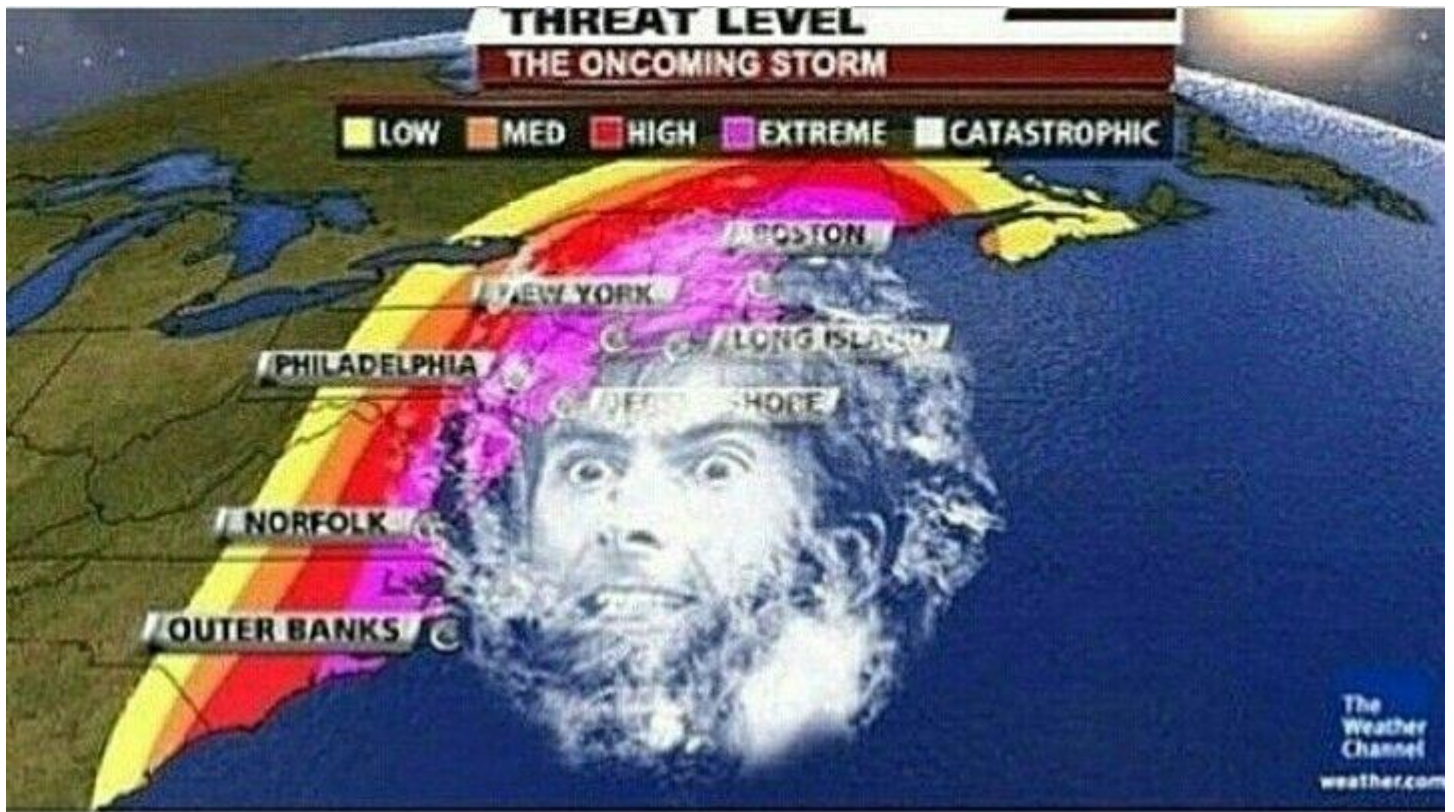 THREAT LEVEL
THE ONCOMING STORM
LOW MED HIGH EXTREME CATASTROPHIC
BOSTON
NEW YORK
LONG ISLAND
PHILADELPHIA
SHORE
NORFOLK
OUTER BANKS
The
Weather
Channel
weather.com